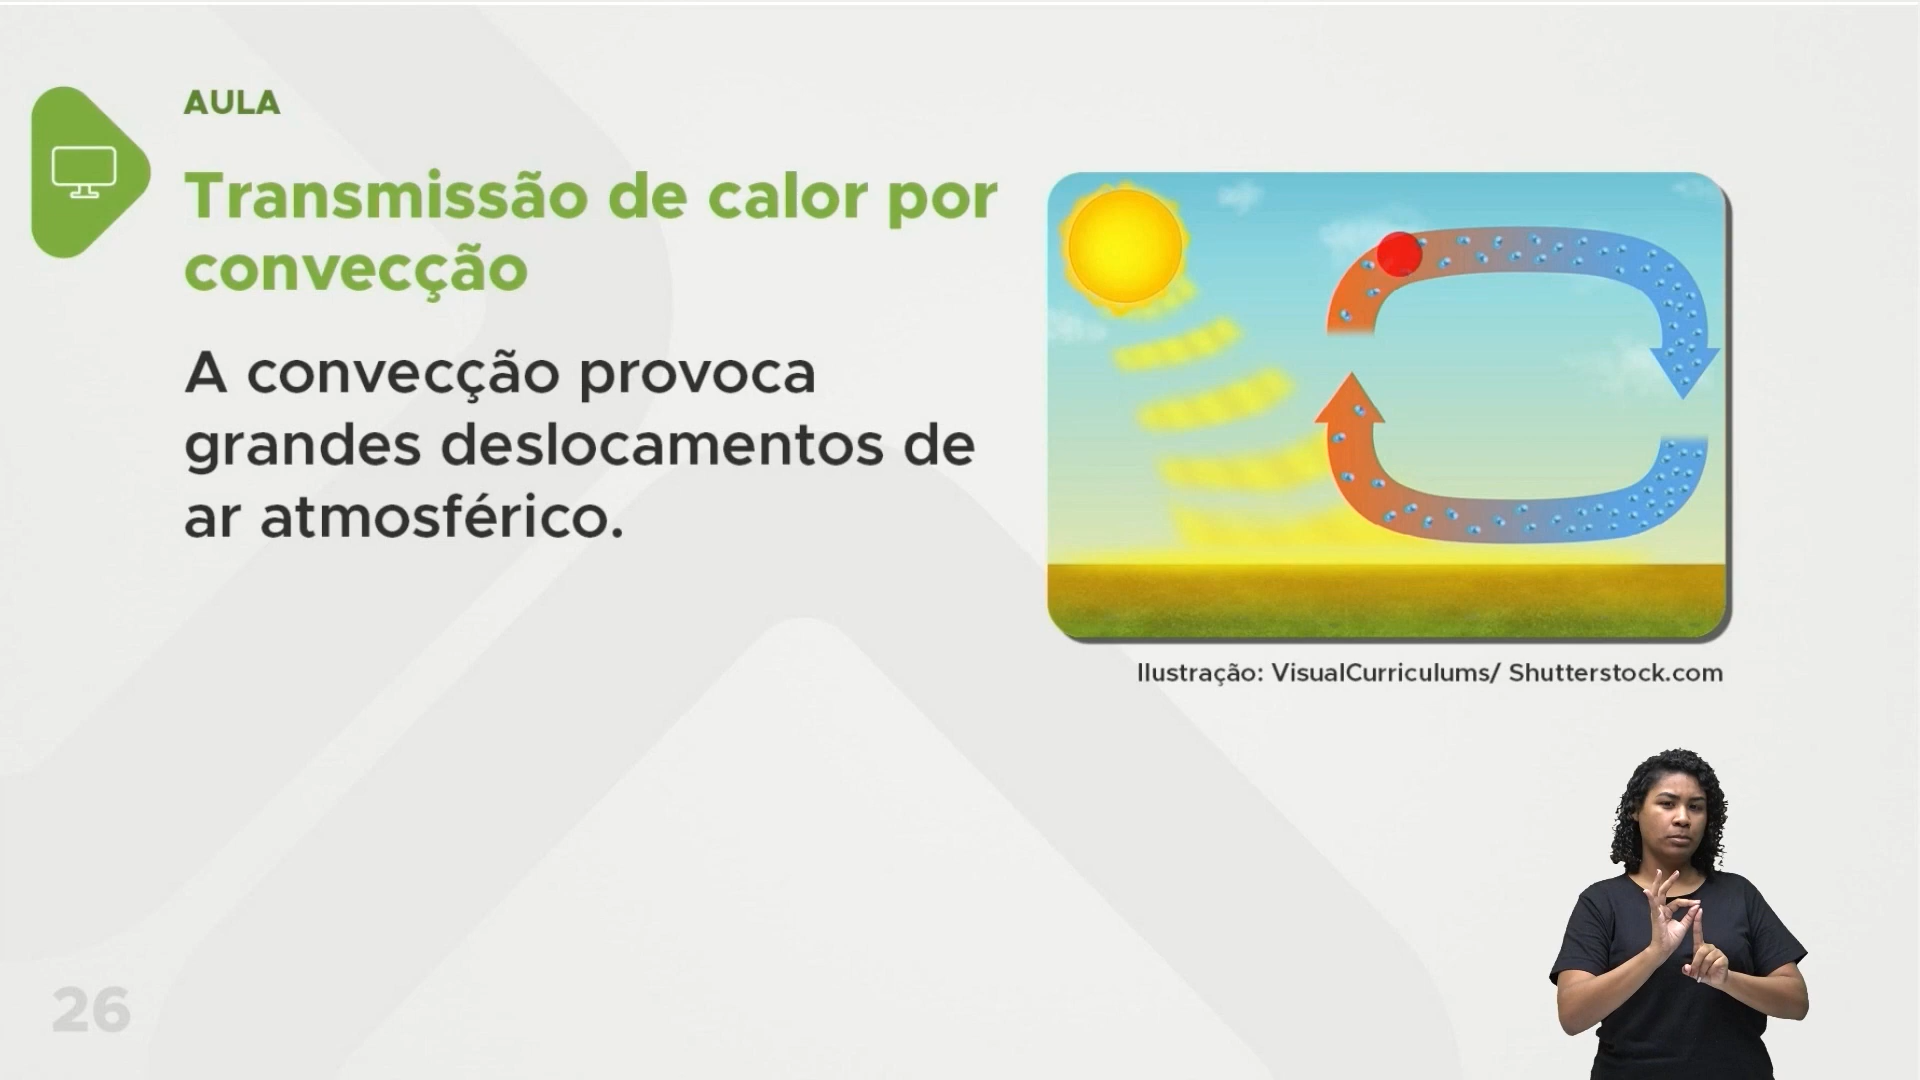 AULA
Transmissão de calor por
convecção
A convecção provoca
grandes deslocamentos de
ar atmosférico.
Ilustração: VisualCurriculums/ Shutterstock.com
26